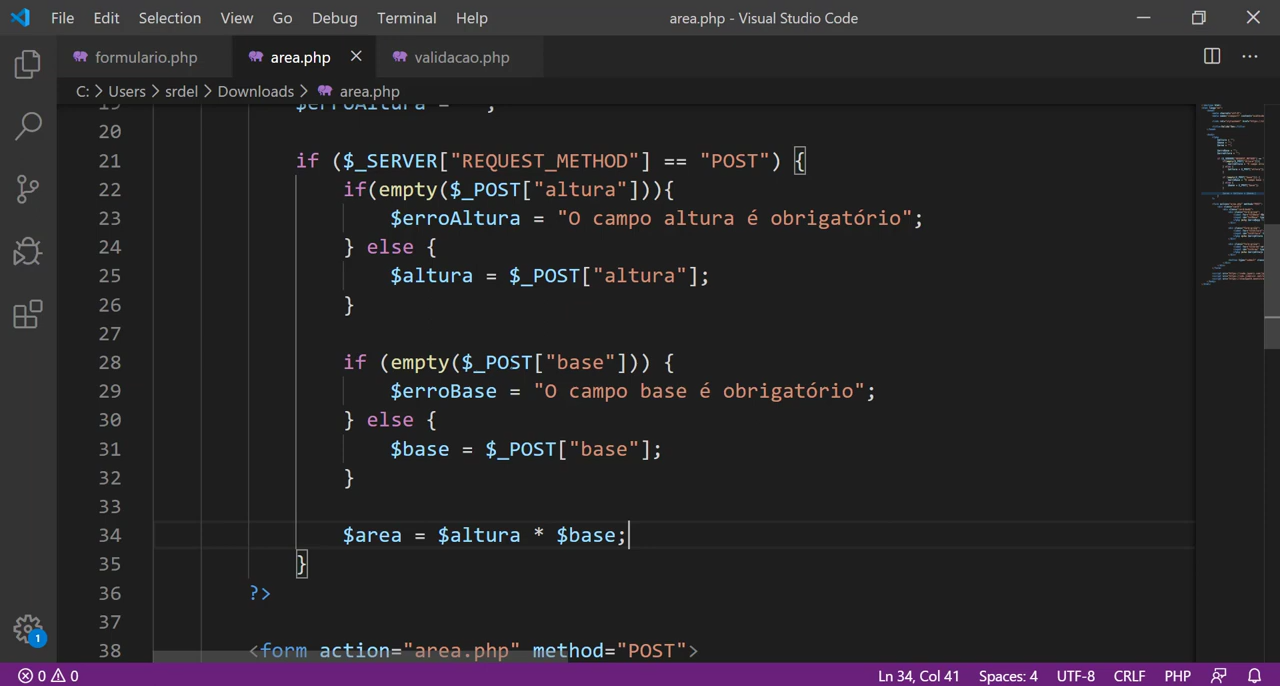 File Edit Selection View Go Debug Terminal Help area.php - Visual Studio Code
formulario.php area.php validacao.php
C: > Users > srdel > Downloads > area.php
19 $erroAltura = ;
20
21 if ($_SERVER["REQUEST_METHOD"] == "POST") {
22 if(empty($_POST["altura"])){
23 $erroAltura = "O campo altura é obrigatório";
24 } else {
25 $altura = $_POST["altura"];
26 }
27
28 if (empty($_POST["base"])) {
29 $erroBase = "O campo base é obrigatório";
30 } else {
31 $base = $_POST["base"];
32 }
33
34 $area = $altura * $base;
35 }
36 ?>
37
38 <form action="area.php" method="POST">
1
0 0 Ln 34, Col 41 Spaces: 4 UTF-8 CRLF PHP